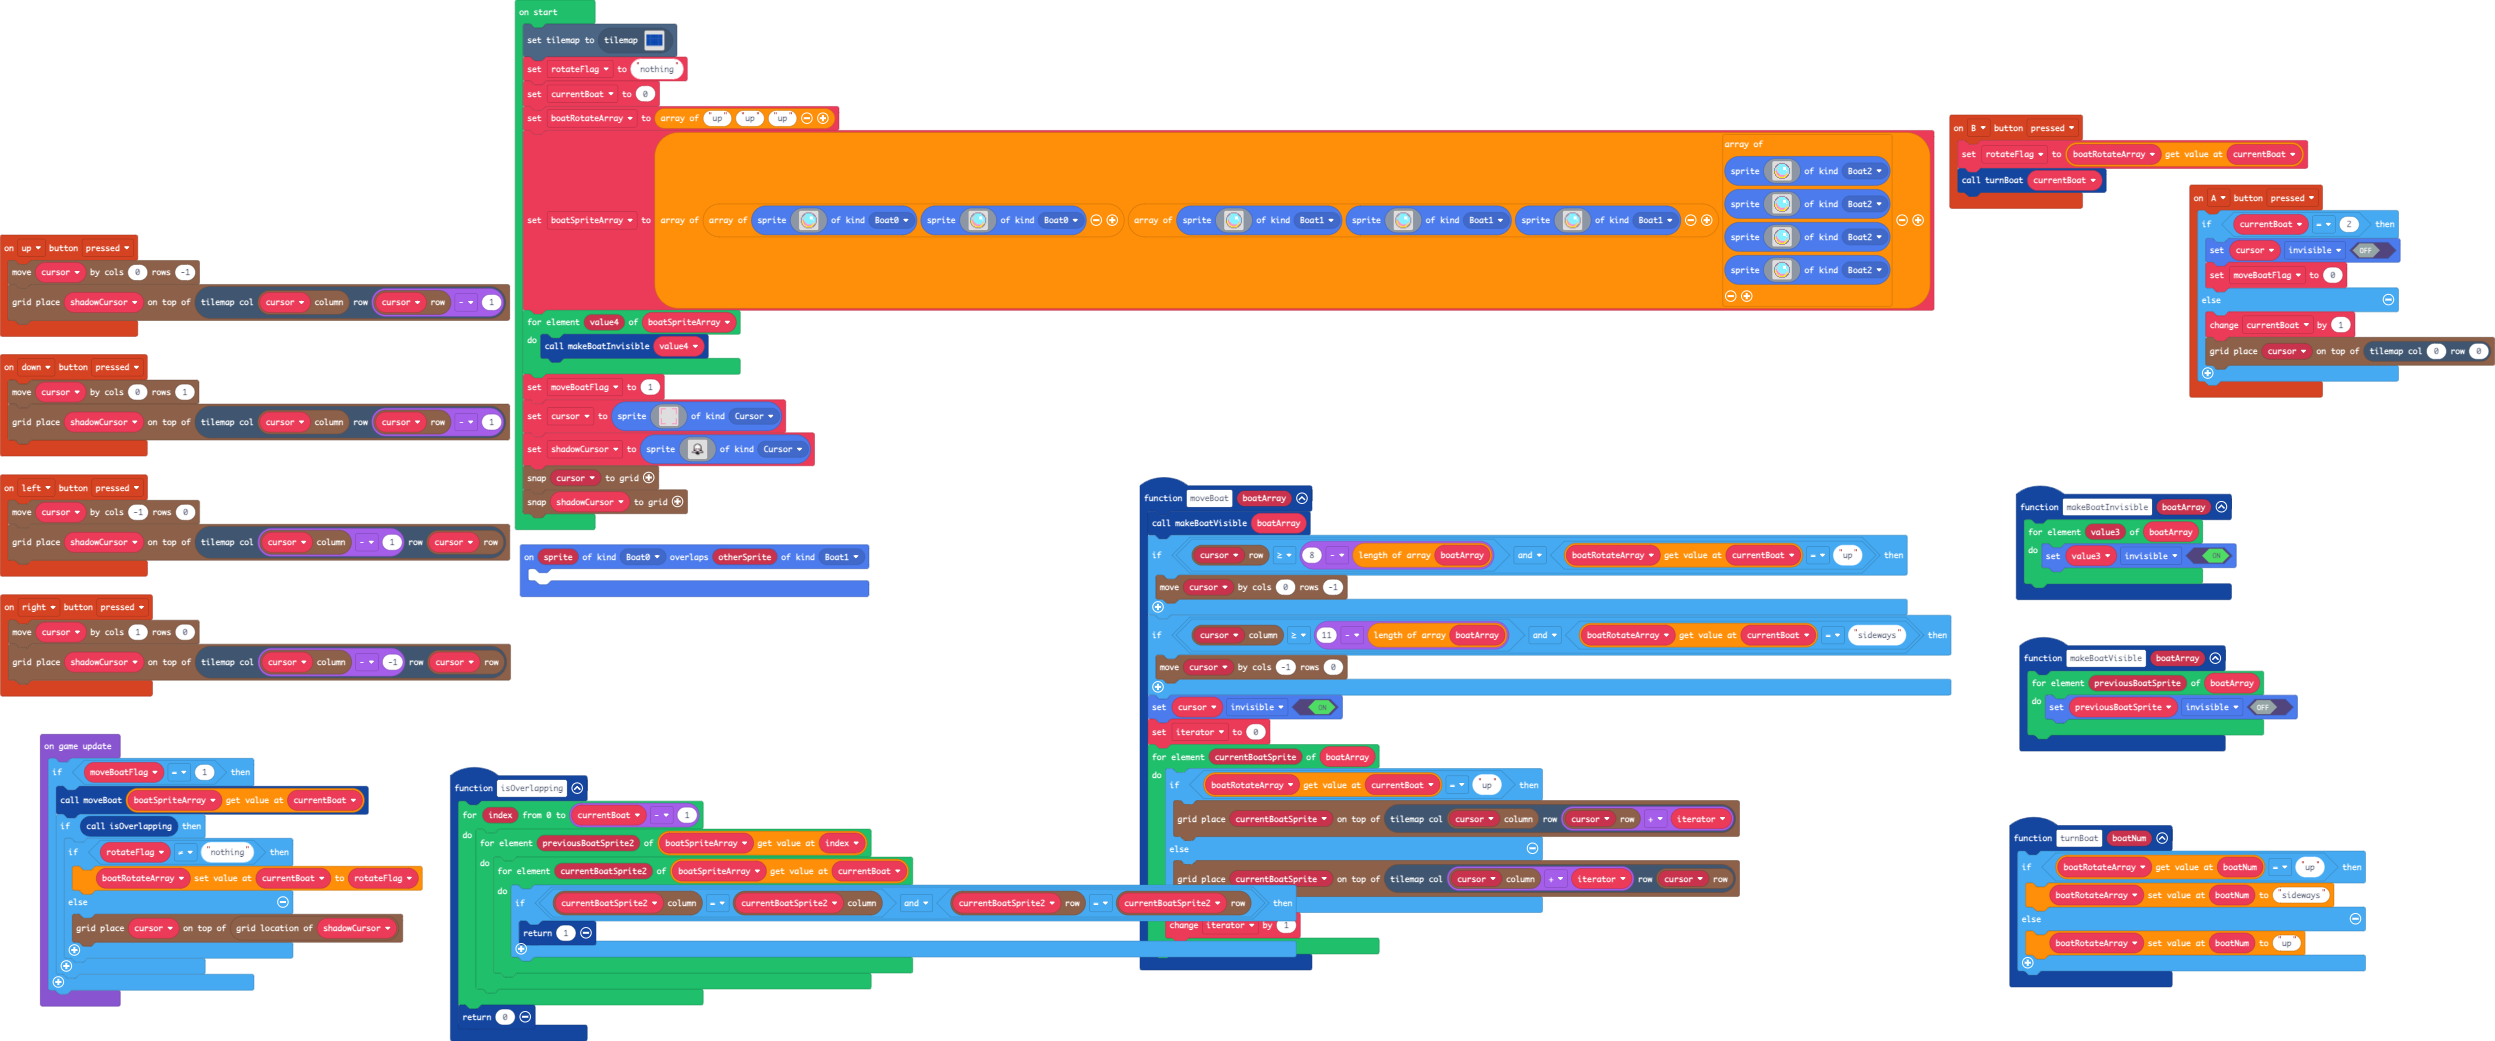 on start
set tilemap to tilemap
set rotateFlag to "nothing"
set currentBoat to 0
set boatRotateArray to array of "up" "up" "up"
set boatSpriteArray to array of array of sprite of kind Boat0 sprite of kind Boat0 array of sprite of kind Boat1 sprite of kind Boat1 sprite of kind Boat1
array of
sprite of kind Boat2
sprite of kind Boat2
sprite of kind Boat2
sprite of kind Boat2
for element value4 of boatSpriteArray
do call makeBoatInvisible value4
set moveBoatFlag to 1
set cursor to sprite of kind Cursor
set shadowCursor to sprite of kind Cursor
snap cursor to grid
snap shadowCursor to grid
on B button pressed
set rotateFlag to boatRotateArray get value at currentBoat
call turnBoat currentBoat
on A button pressed
if currentBoat = 2 then
set cursor invisible OFF
set moveBoatFlag to 0
else
change currentBoat by 1
grid place cursor on top of tilemap col 0 row 0
on up button pressed
move cursor by cols 0 rows -1
grid place shadowCursor on top of tilemap col cursor column row cursor row - 1
on down button pressed
move cursor by cols 0 rows 1
grid place shadowCursor on top of tilemap col cursor column row cursor row - 1
on left button pressed
move cursor by cols -1 rows 0
grid place shadowCursor on top of tilemap col cursor column - 1 row cursor row
on right button pressed
move cursor by cols 1 rows 0
grid place shadowCursor on top of tilemap col cursor column - -1 row cursor row
on sprite of kind Boat0 overlaps otherSprite of kind Boat1
function moveBoat boatArray
call makeBoatVisible boatArray
if cursor row ≥ 8 - length of array boatArray and boatRotateArray get value at currentBoat = "up" then
move cursor by cols 0 rows -1
if cursor column ≥ 11 - length of array boatArray and boatRotateArray get value at currentBoat = "sideways" then
move cursor by cols -1 rows 0
set cursor invisible ON
set iterator to 0
for element currentBoatSprite of boatArray
do if boatRotateArray get value at currentBoat = "up" then
grid place currentBoatSprite on top of tilemap col cursor column row cursor row + iterator
else
grid place currentBoatSprite on top of tilemap col cursor column + iterator row cursor row
change iterator by 1
function makeBoatInvisible boatArray
for element value3 of boatArray
do set value3 invisible ON
function makeBoatVisible boatArray
for element previousBoatSprite of boatArray
do set previousBoatSprite invisible OFF
on game update
if moveBoatFlag = 1 then
call moveBoat boatSpriteArray get value at currentBoat
if call isOverlapping then
if rotateFlag ≠ "nothing" then
boatRotateArray set value at currentBoat to rotateFlag
else
grid place cursor on top of grid location of shadowCursor
function isOverlapping
for index from 0 to currentBoat - 1
do for element previousBoatSprite2 of boatSpriteArray get value at index
do for element currentBoatSprite2 of boatSpriteArray get value at currentBoat
do if currentBoatSprite2 column = currentBoatSprite2 column and currentBoatSprite2 row = currentBoatSprite2 row then
return 1
return 0
function turnBoat boatNum
if boatRotateArray get value at boatNum = "up" then
boatRotateArray set value at boatNum to "sideways"
else
boatRotateArray set value at boatNum to "up"